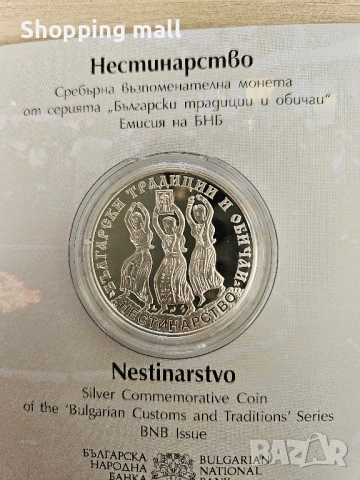 Shopping mall
Нестинарство
Сребърна възпоменателна монета
от серията „Български традиции и обичаи“
Емисия на БНБ
БЪЛГАРСКИ ТРАДИЦИИ И ОБИЧАИ
НЕСТИНАРСТВО
Nestinarstvo
Silver Commemorative Coin
of the 'Bulgarian Customs and Traditions' Series
BNB Issue
БЪЛГАРСКА
НАРОДНА
БАНКА
BULGARIAN
NATIONAL
BANK
bazar